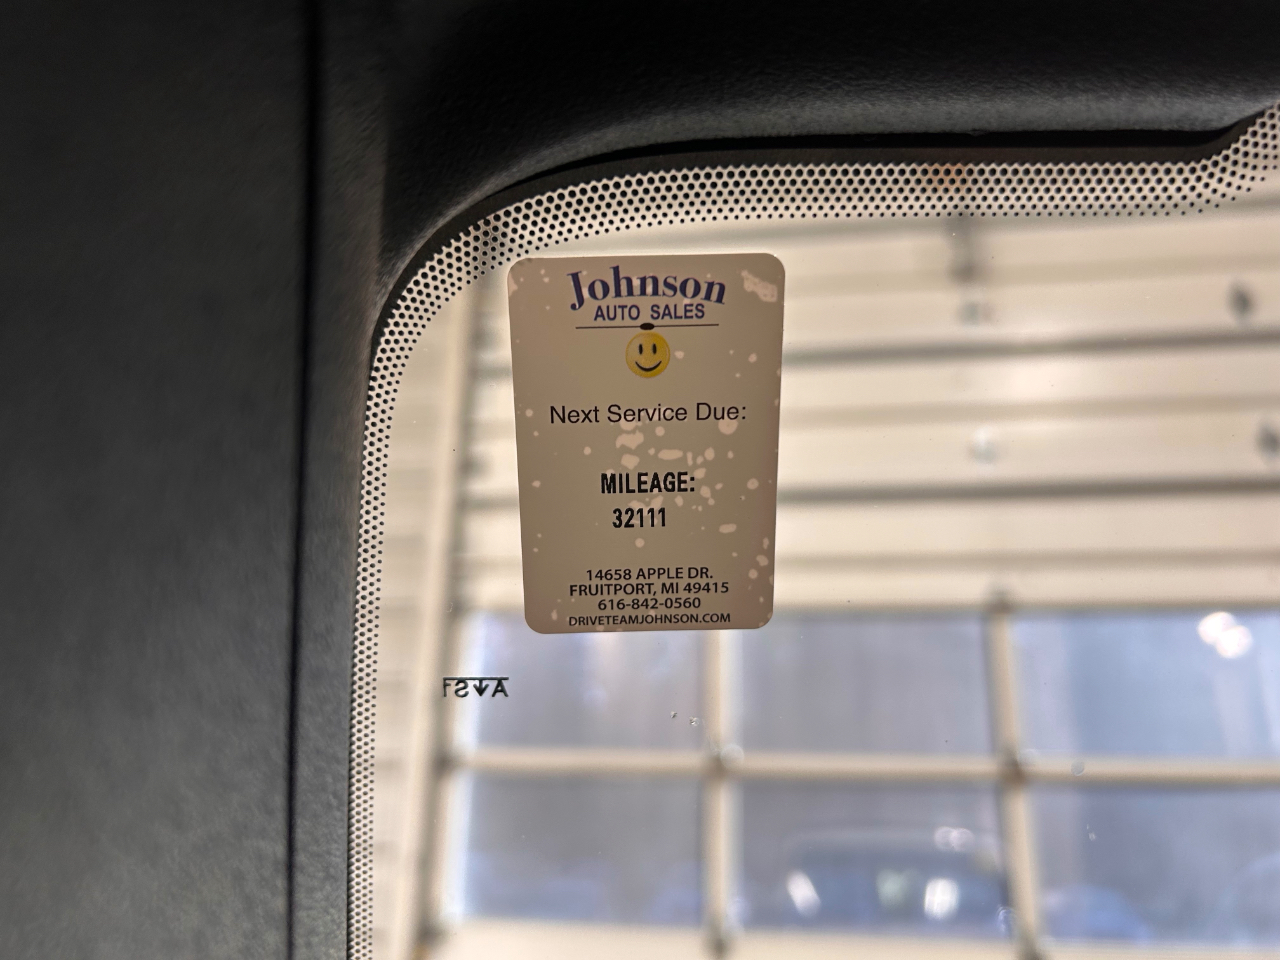 Johnson
AUTO SALES
Next Service Due:
MILEAGE:
32111
14658 APPLE DR.
FRUITPORT, MI 49415
616-842-0560
DRIVETEAMJOHNSON.COM
AS1